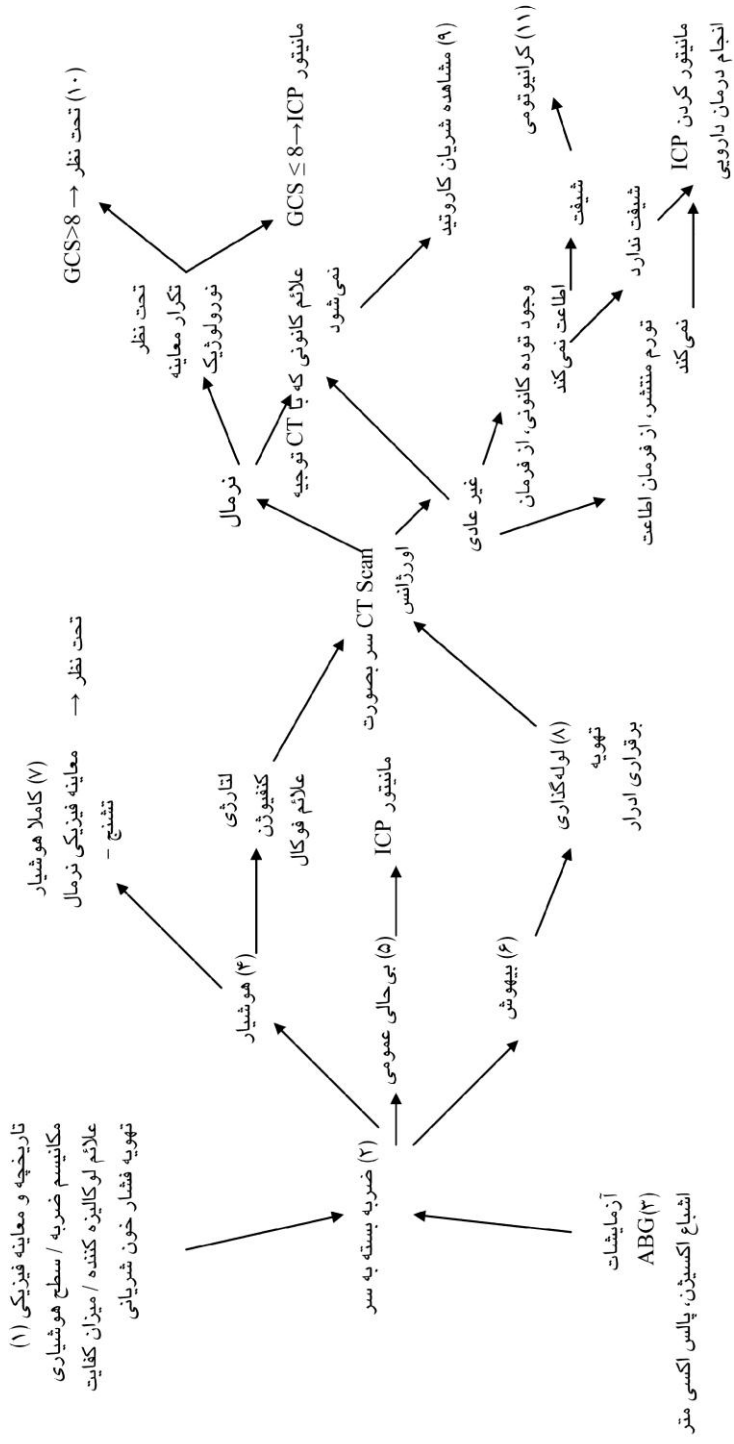 تاریخچه و معاینه فیزیکی (۱)
مکانیسم ضربه / سطح هوشیاری
علائم لوکالیزه کننده / میزان کفایت
تهویه فشار خون شریانی
ضربه بسته به سر (۲)
آزمایشات
ABG(۳)
اشباع اکسیژن، پالس اکسی متر
هوشیار (۴)
بی‌حالی عمومی (۵)
بیهوش (۶)
کاملا هوشیار (۷)
معاینه فیزیکی نرمال → تحت نظر
تشنج –
لتارژی
کنفیوژن
علائم فوکال
مانیتور ICP
لوله‌گذاری (۸)
تهویه
برقراری ادرار
CT Scan سر بصورت
اورژانس
نرمال
غیر عادی
تحت نظر
تکرار معاینه
نورولوژیک
علائم کانونی که با CT توجیه
نمی‌شود
وجود توده کانونی، از فرمان
اطاعت نمی‌کند
تورم منتشر، از فرمان اطاعت
نمی‌کند
GCS>8 → تحت نظر (۱۰)
GCS ≤ 8→ICP مانیتور
مشاهده شریان کاروتید (۹)
شیفت
شیفت ندارد
کرانیوتومی (۱۱)
مانیتور کردن ICP
انجام درمان دارویی